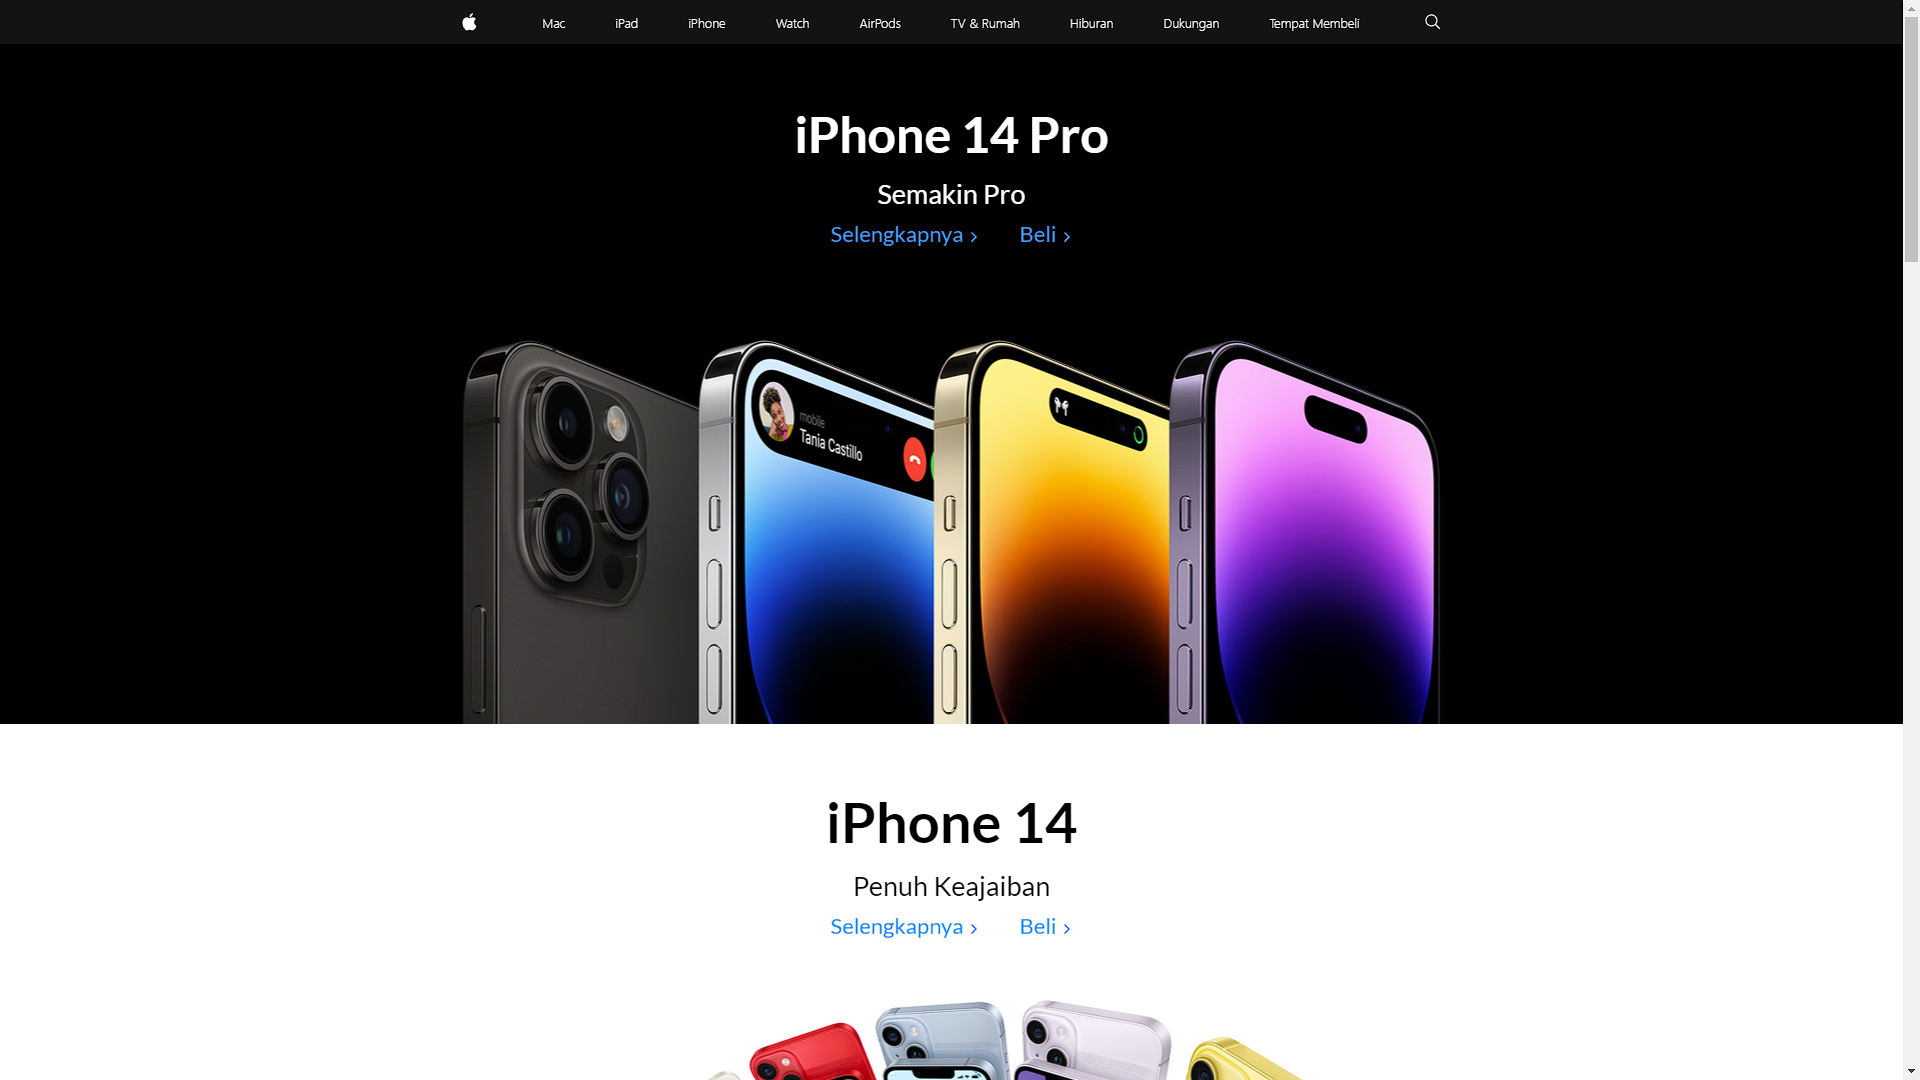 Mac iPad iPhone Watch AirPods TV & Rumah Hiburan Dukungan Tempat Membeli
iPhone 14 Pro
Semakin Pro
Selengkapnya > Beli >
mobile
Tania Castillo
iPhone 14
Penuh Keajaiban
Selengkapnya > Beli >